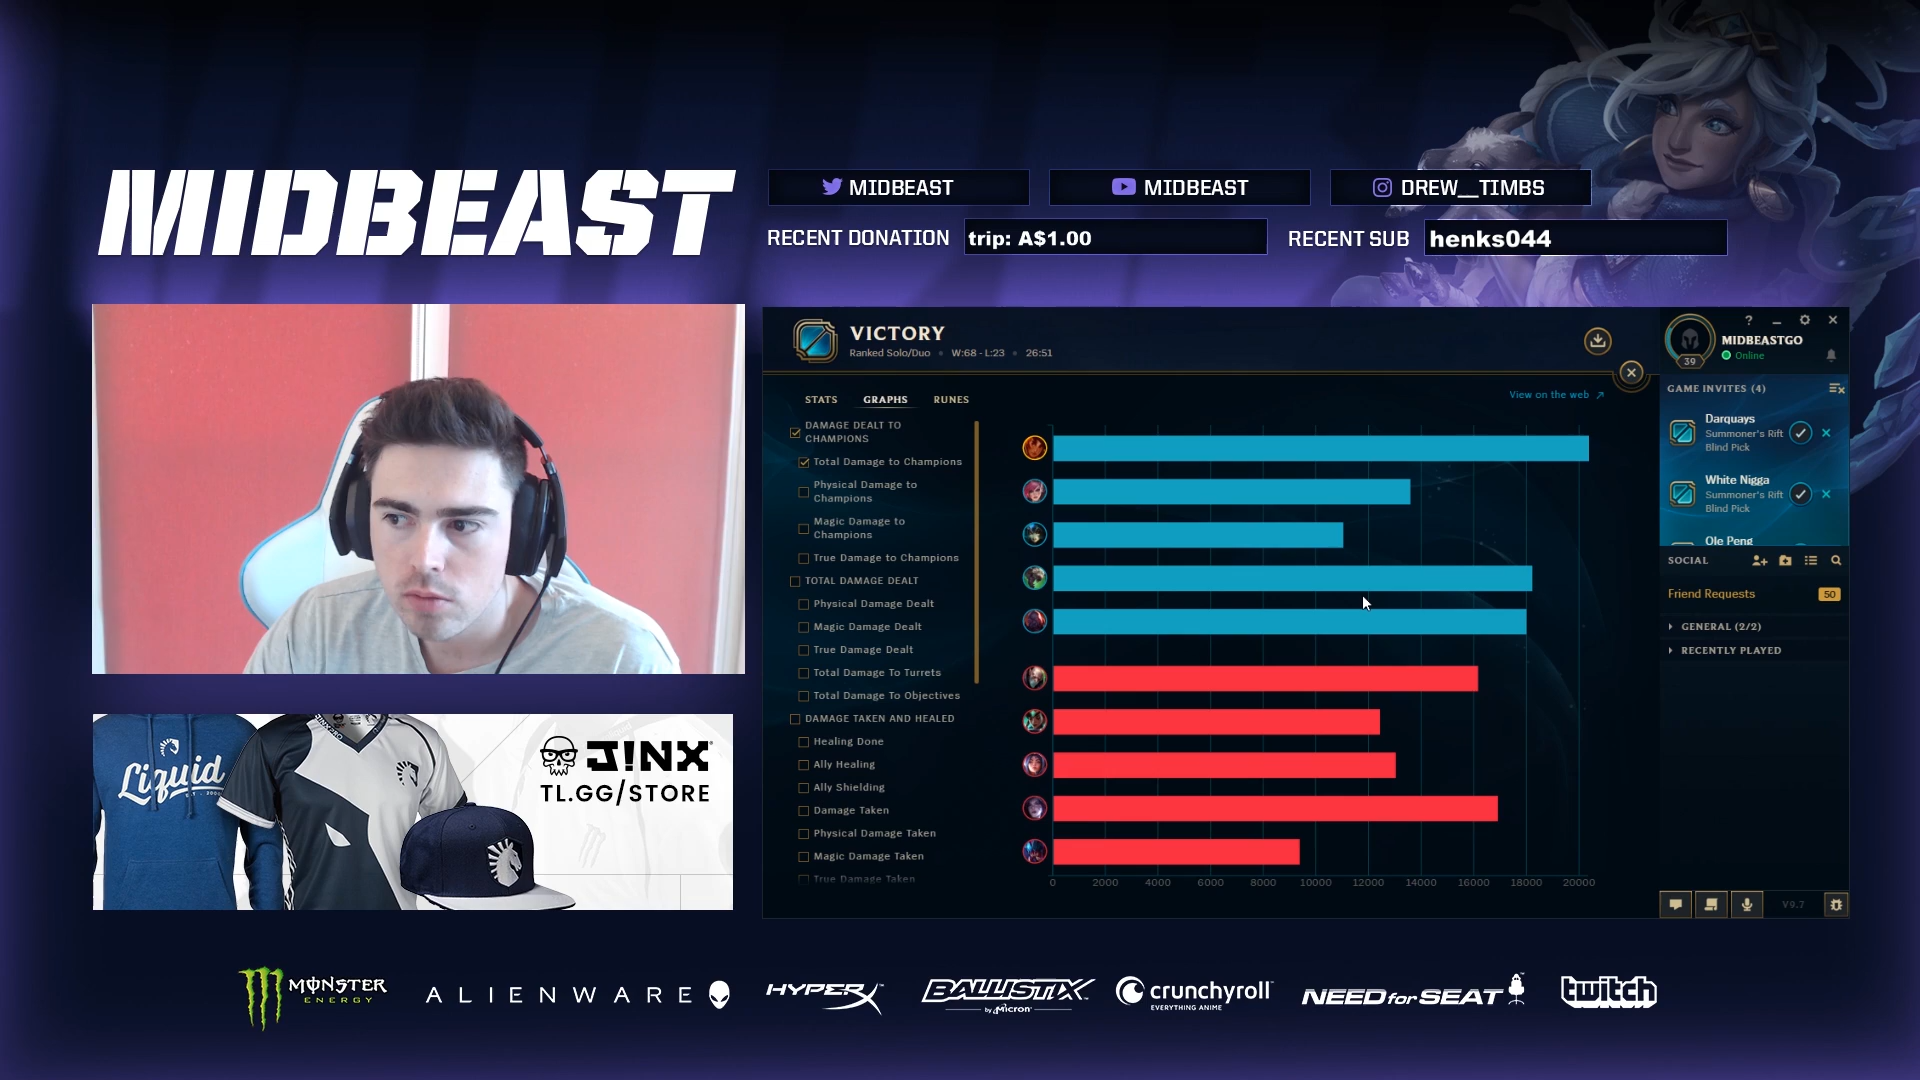 MIDBEAST
MIDBEAST
MIDBEAST
DREW__TIMBS
RECENT DONATION
trip: A$1.00
RECENT SUB
henks044
VICTORY
Ranked Solo/Duo • W:68 - L:23 • 26:51
?
MIDBEASTGO
Online
39
STATS
GRAPHS
RUNES
View on the web
DAMAGE DEALT TO
CHAMPIONS
Total Damage to Champions
Physical Damage to
Champions
Magic Damage to
Champions
True Damage to Champions
TOTAL DAMAGE DEALT
Physical Damage Dealt
Magic Damage Dealt
True Damage Dealt
Total Damage To Turrets
Total Damage To Objectives
DAMAGE TAKEN AND HEALED
Healing Done
Ally Healing
Ally Shielding
Damage Taken
Physical Damage Taken
Magic Damage Taken
True Damage Taken
0 2000 4000 6000 8000 10000 12000 14000 16000 18000 20000
GAME INVITES (4)
Darquays
Summoner's Rift
Blind Pick
White Nigga
Summoner's Rift
Blind Pick
Ole Peng
SOCIAL
Friend Requests
50
GENERAL (2/2)
RECENTLY PLAYED
V9.7
Liquid
J!NX
TL.GG/STORE
MONSTER
ENERGY
ALIENWARE
HYPERX
BALLISTIX
by Micron
crunchyroll
EVERYTHING ANIME
NEED for SEAT
twitch